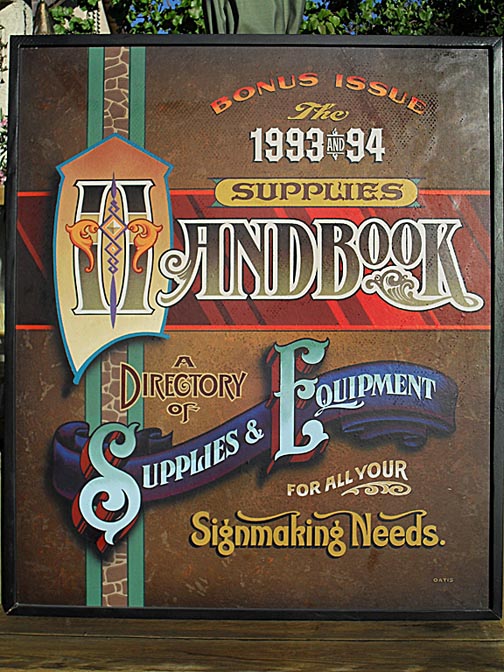 BONUS ISSUE
The
1993 AND 94
SUPPLIES
HANDBOOK
A
DIRECTORY
OF
SUPPLIES & EQUIPMENT
FOR ALL YOUR
Signmaking Needs.
OATIS